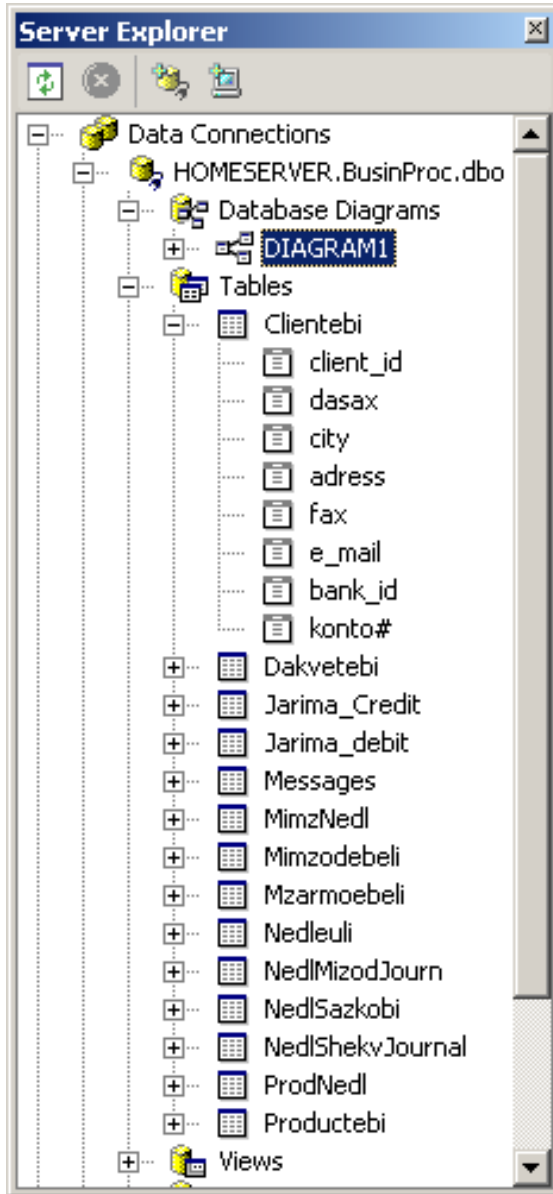 Server Explorer
Data Connections
HOMESERVER.BusinProc.dbo
Database Diagrams
DIAGRAM1
Tables
Clientebi
client_id
dasax
city
adress
fax
e_mail
bank_id
konto#
Dakvetebi
Jarima_Credit
Jarima_debit
Messages
MimzNedl
Mimzodebeli
Mzarmoebeli
Nedleuli
NedlMizodJourn
NedlSazkobi
NedlShekvJournal
ProdNedl
Productebi
Views